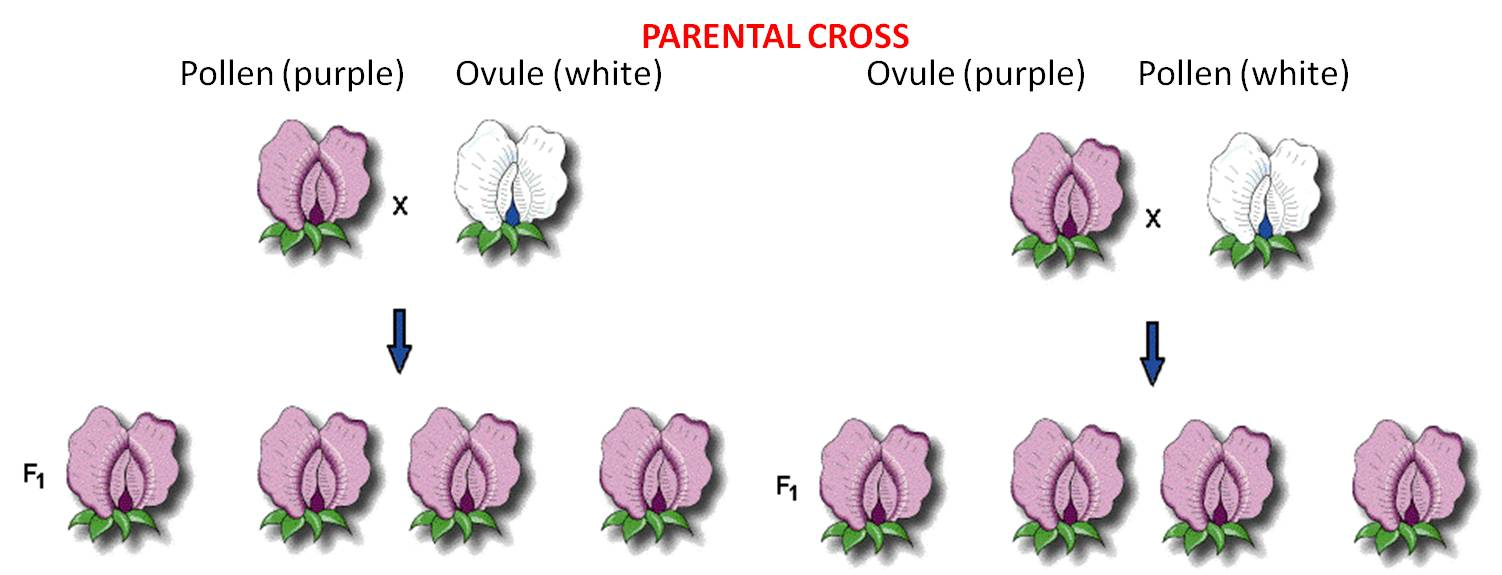 PARENTAL CROSS
Pollen (purple) Ovule (white) Ovule (purple) Pollen (white)
x x
F1 F1